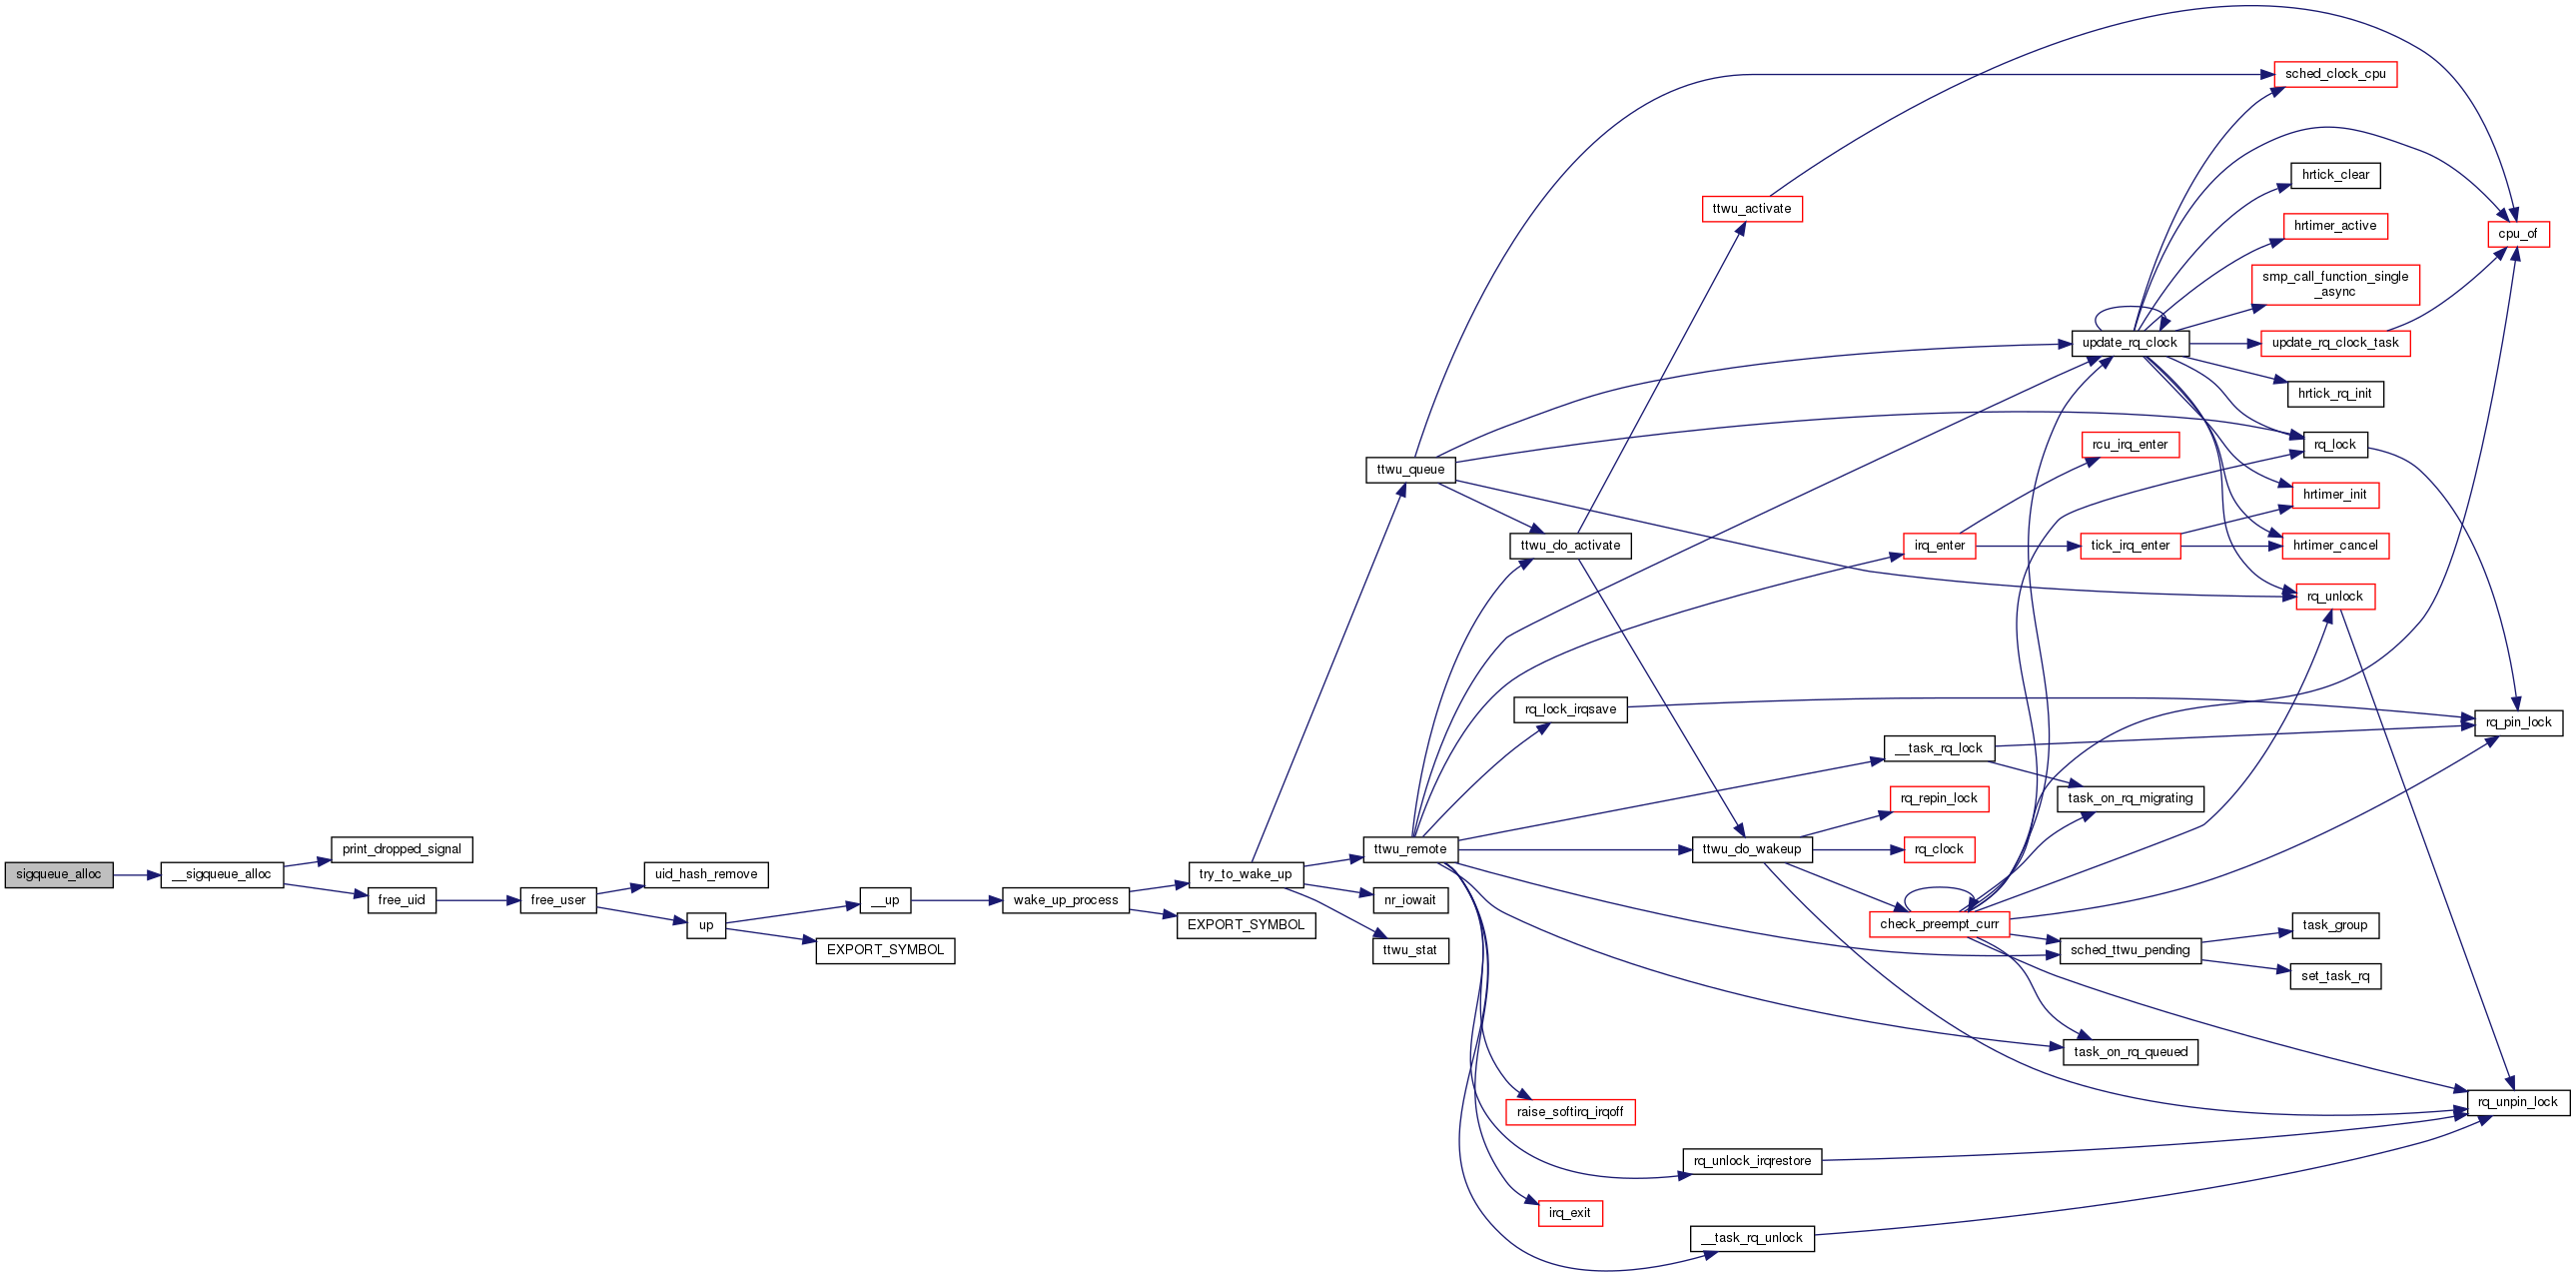 sigqueue_alloc
__sigqueue_alloc
print_dropped_signal
free_uid
free_user
uid_hash_remove
up
__up
EXPORT_SYMBOL
wake_up_process
EXPORT_SYMBOL
try_to_wake_up
ttwu_queue
ttwu_remote
nr_iowait
ttwu_stat
ttwu_do_activate
rq_lock_irqsave
raise_softirq_irqoff
irq_exit
ttwu_activate
ttwu_do_wakeup
rq_unlock_irqrestore
__task_rq_unlock
irq_enter
__task_rq_lock
rq_repin_lock
rq_clock
check_preempt_curr
update_rq_clock
rcu_irq_enter
tick_irq_enter
task_on_rq_migrating
sched_ttwu_pending
task_on_rq_queued
sched_clock_cpu
hrtick_clear
hrtimer_active
smp_call_function_single
_async
update_rq_clock_task
hrtick_rq_init
rq_lock
hrtimer_init
hrtimer_cancel
rq_unlock
task_group
set_task_rq
cpu_of
rq_pin_lock
rq_unpin_lock